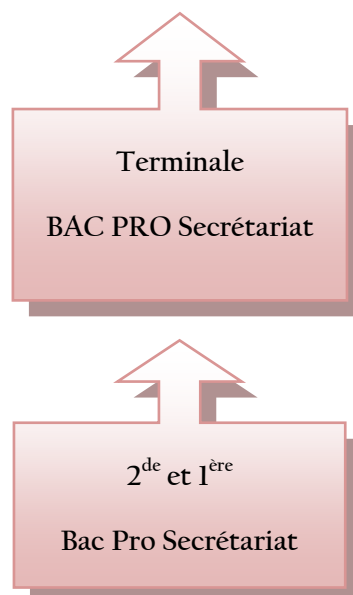 Terminale
BAC PRO Secrétariat
2de et 1ère
Bac Pro Secrétariat